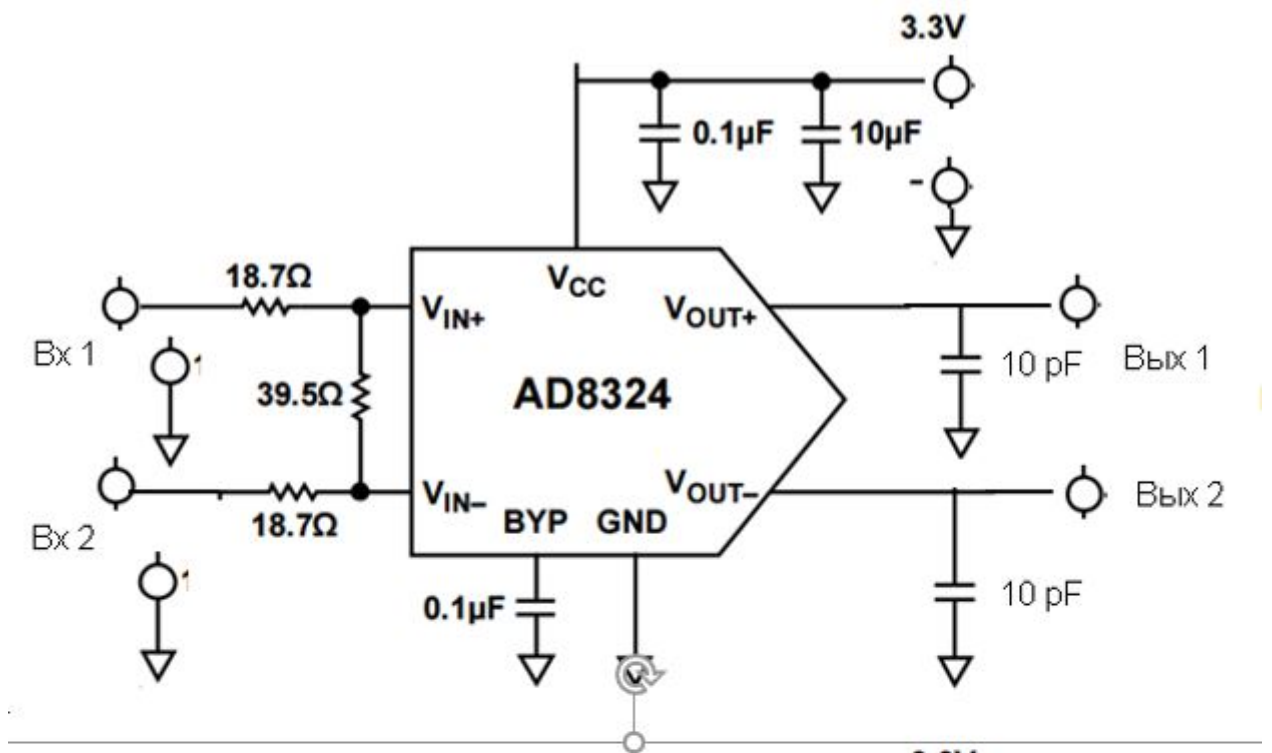 3.3V
0.1µF
10µF
-
18.7Ω
VCC
VIN+
VOUT+
Вх 1
1
10 pF
Вых 1
39.5Ω
AD8324
VIN–
VOUT–
Вых 2
18.7Ω
BYP
GND
Вх 2
1
0.1µF
10 pF